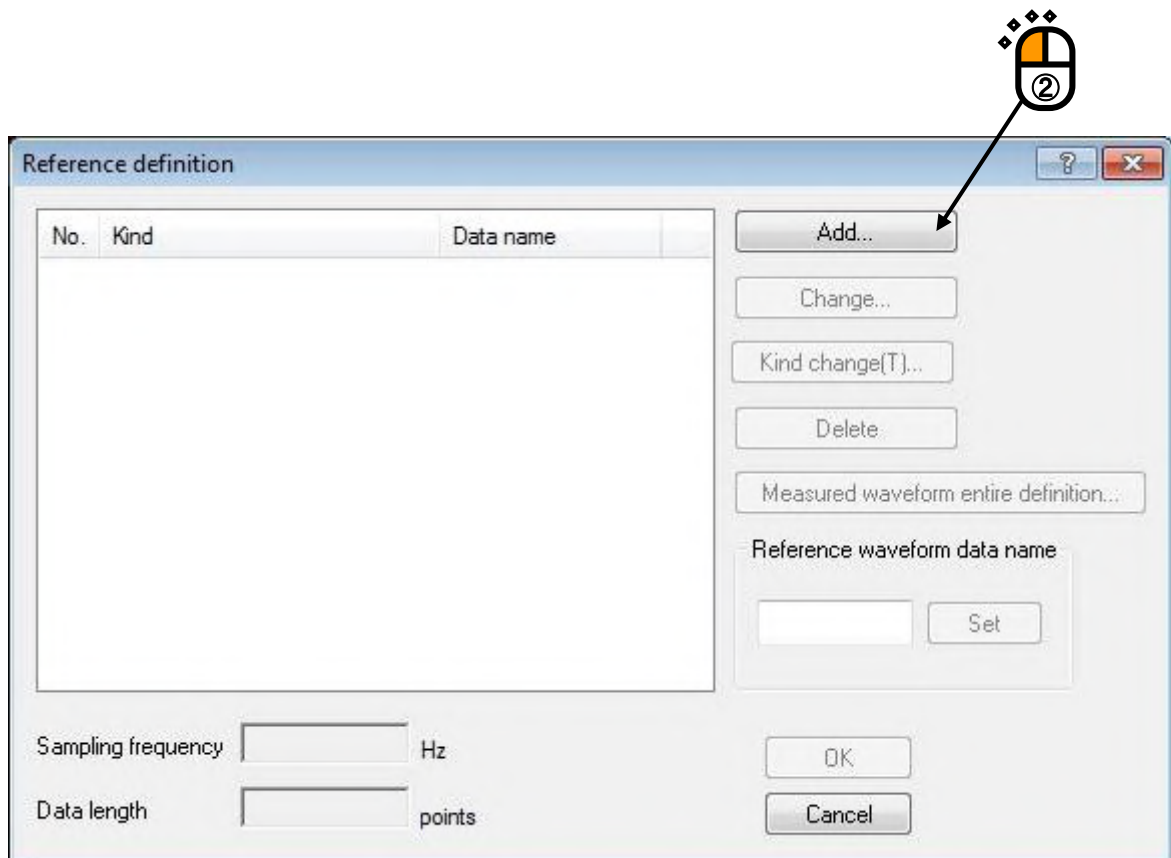 ②
Reference definition
No. Kind Data name
Add...
Change...
Kind change(T)...
Delete
Measured waveform entire definition...
Reference waveform data name
Set
Sampling frequency Hz
Data length points
OK
Cancel